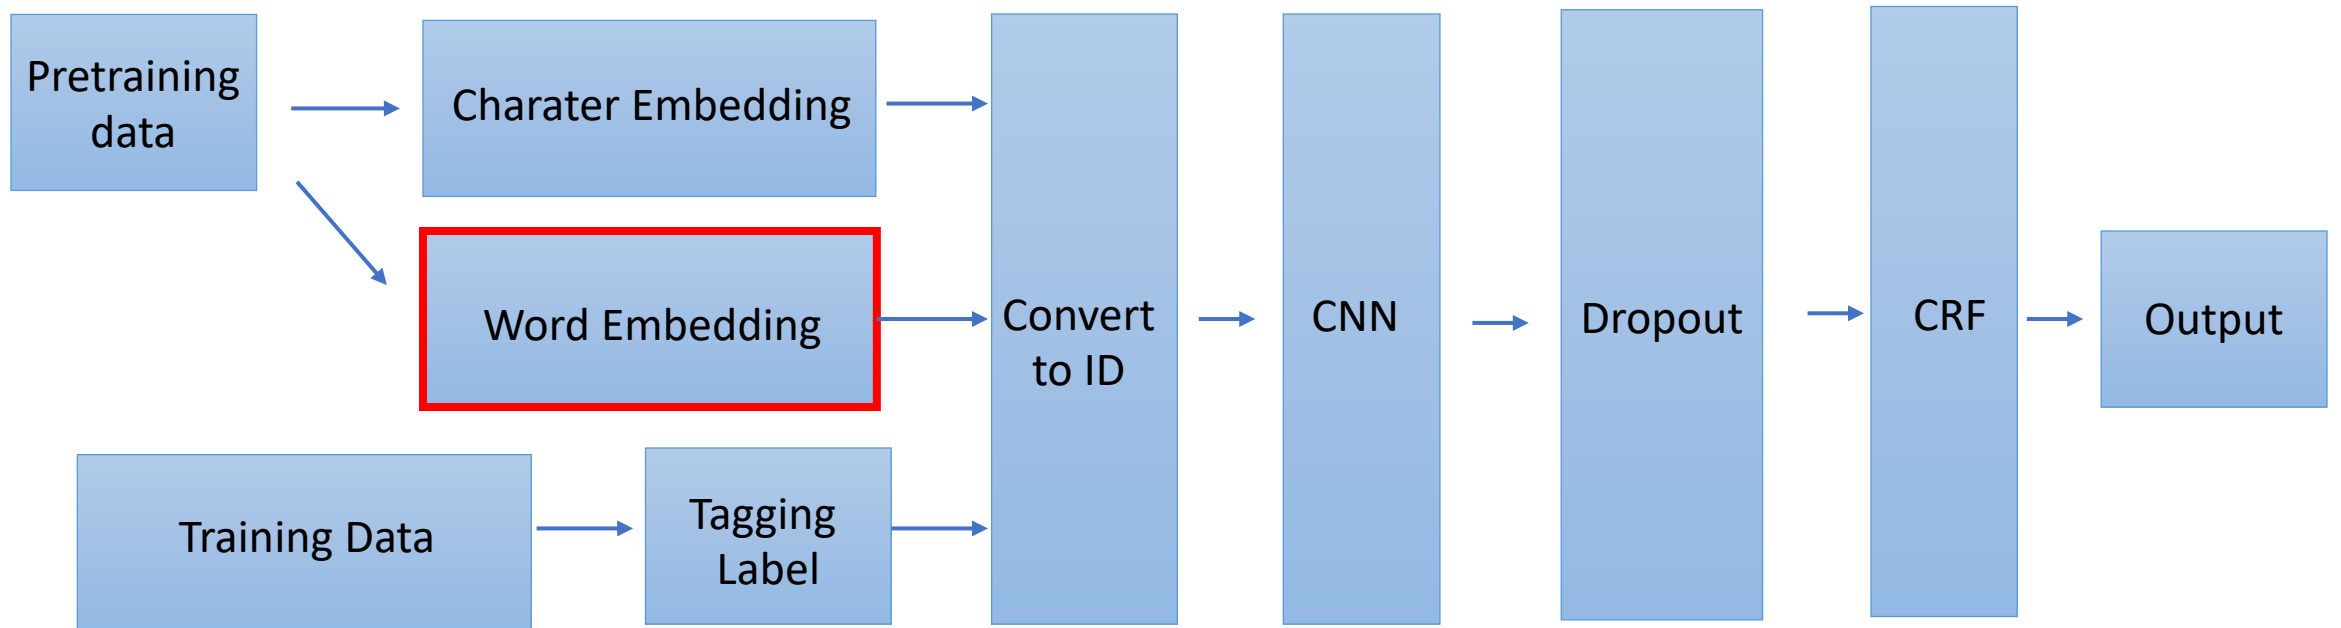 Pretraining
data
Charater Embedding
Word Embedding
Training Data
Tagging
Label
Convert
to ID
CNN
Dropout
CRF
Output